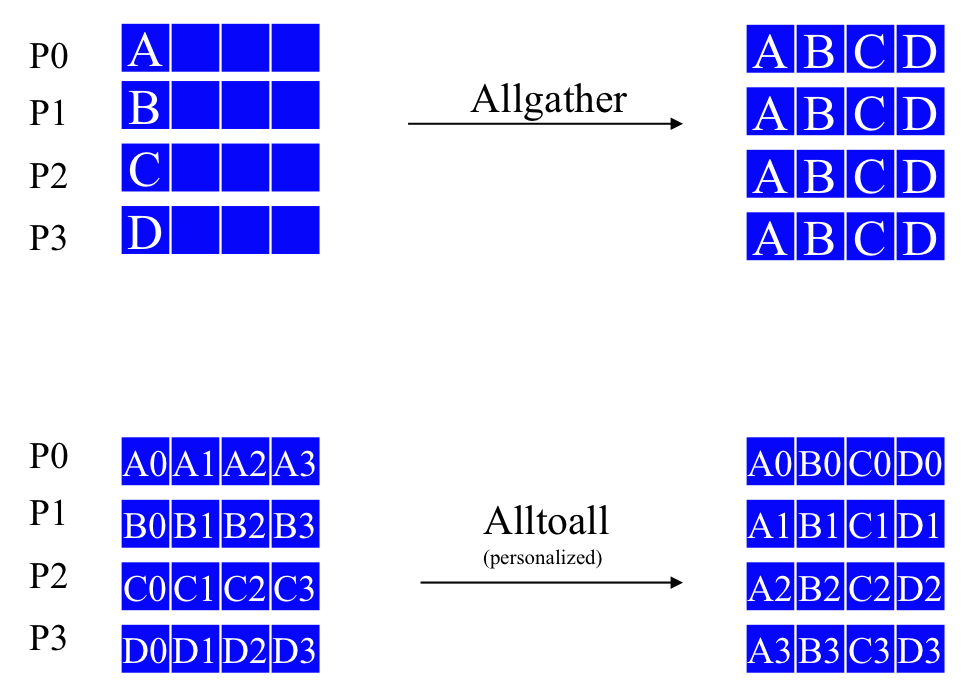 P0 A A B C D
P1 B Allgather A B C D
P2 C A B C D
P3 D A B C D
P0 A0 A1 A2 A3 A0 B0 C0 D0
P1 B0 B1 B2 B3 Alltoall A1 B1 C1 D1
(personalized)
P2 C0 C1 C2 C3 A2 B2 C2 D2
P3 D0 D1 D2 D3 A3 B3 C3 D3